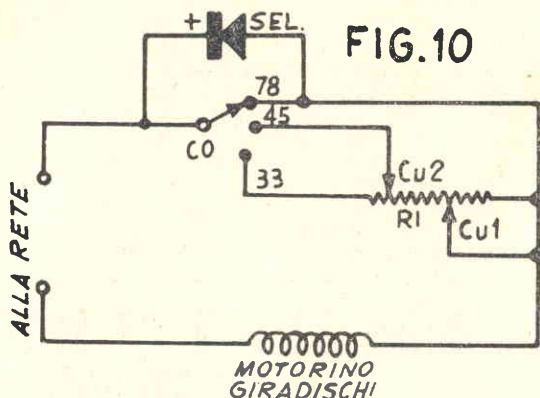 + SEL.
FIG.10
78
45
CO
33
Cu2
R1
Cu1
ALLA RETE
MOTORINO
GIRADISCHI